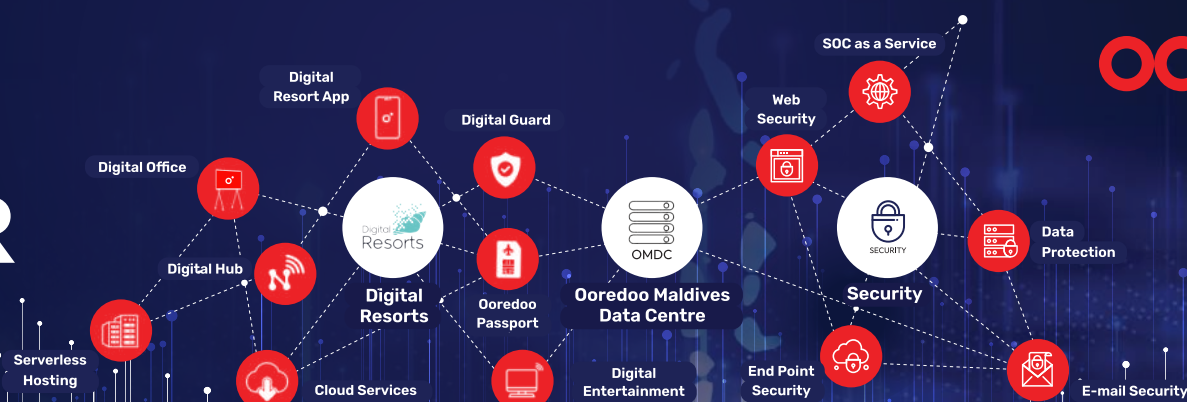 SOC as a Service
Digital
Resort App
Web
Security
Digital Guard
Digital Office
Data
Protection
Digital
Resorts
OMDC
SECURITY
Digital Hub
Digital
Resorts
Ooredoo
Passport
Ooredoo Maldives
Data Centre
Security
Serverless
Hosting
Cloud Services
Digital
Entertainment
End Point
Security
E-mail Security